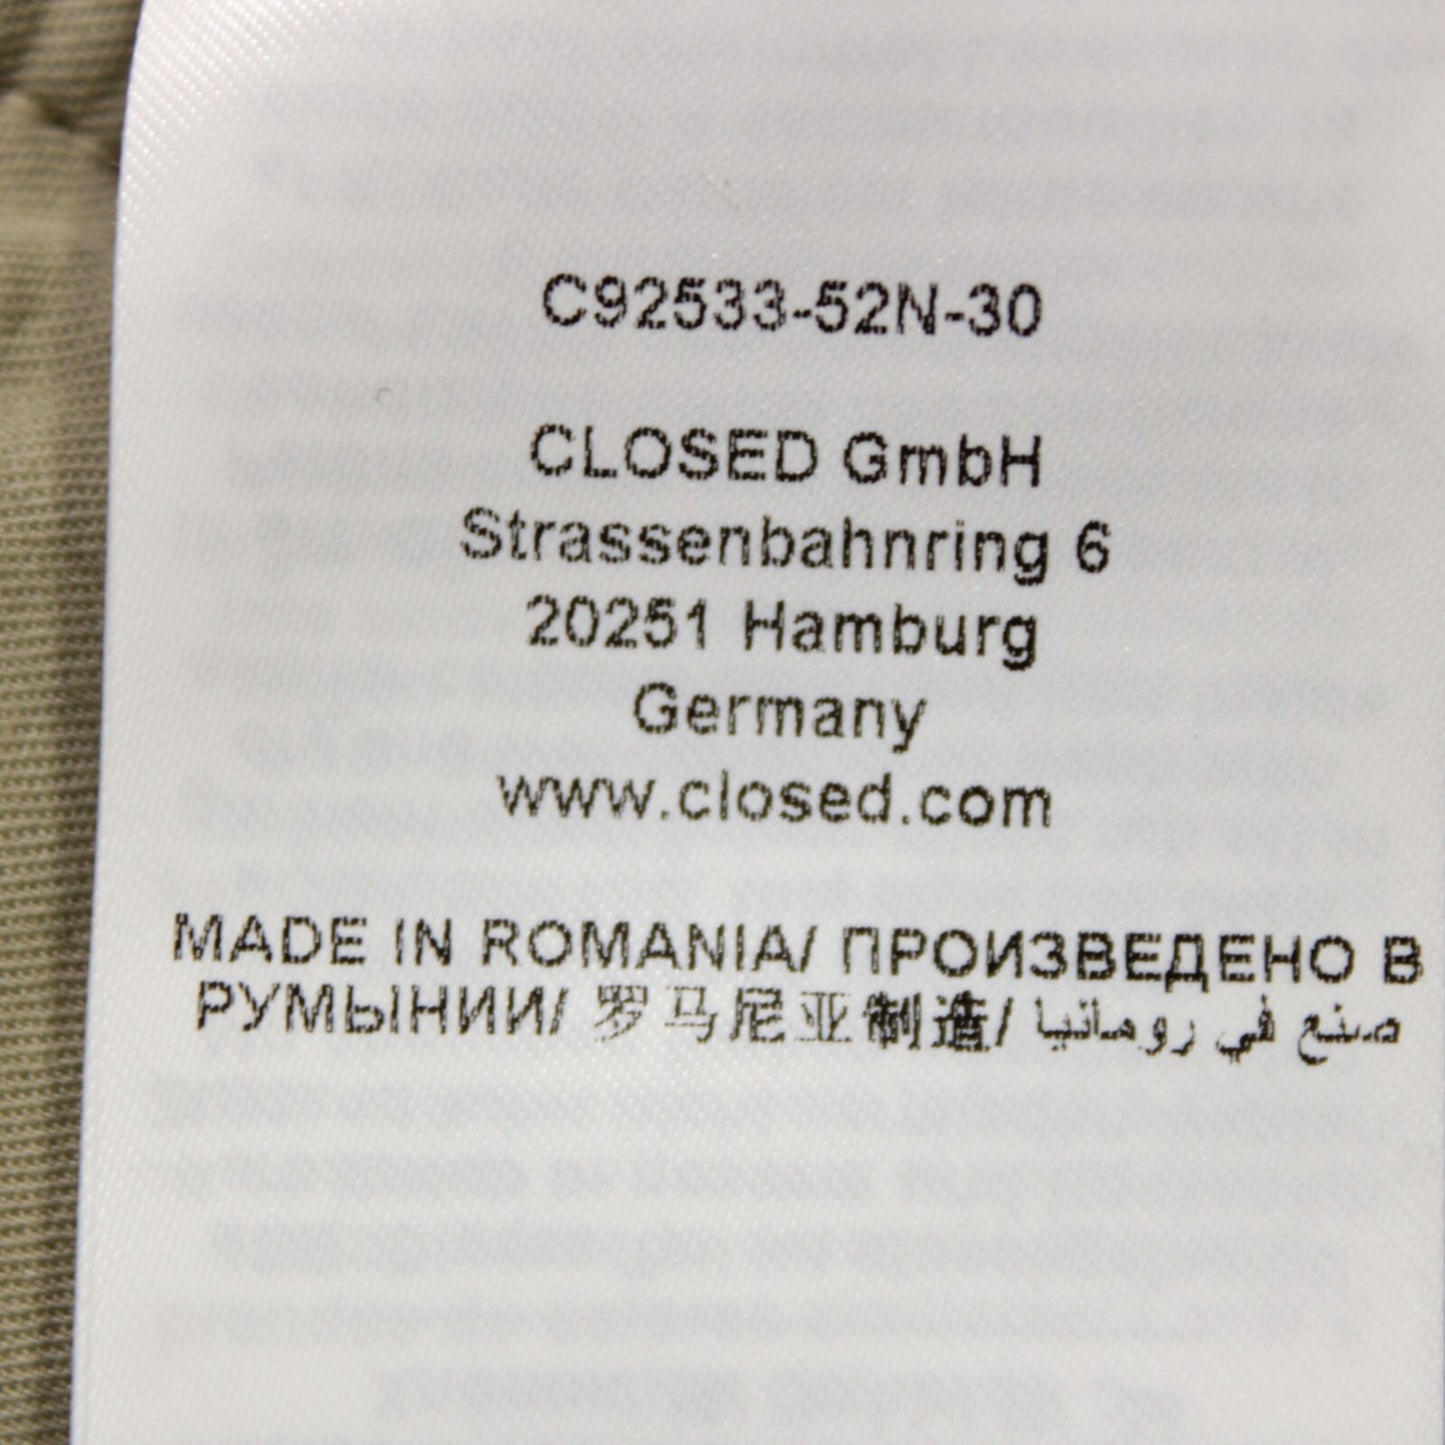 C92533-52N-30
CLOSED GmbH
Strassenbahnring 6
20251 Hamburg
Germany
www.closed.com
MADE IN ROMANIA/ ПРОИЗВЕДЕНО В
РУМЫНИИ/ 罗马尼亚制造/ صنع في رومانيا